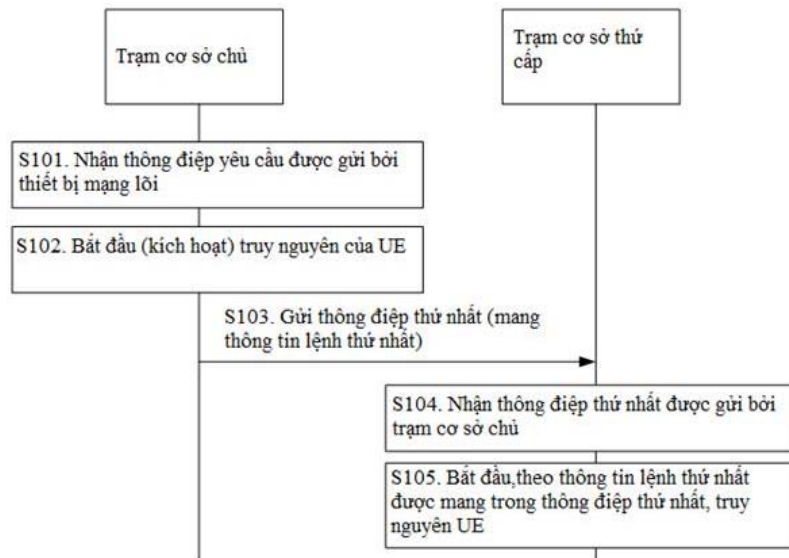 Trạm cơ sở chủ
Trạm cơ sở thứ
cấp
S101. Nhận thông điệp yêu cầu được gửi bởi
thiết bị mạng lõi
S102. Bắt đầu (kích hoạt) truy nguyên của UE
S103. Gửi thông điệp thứ nhất (mang
thông tin lệnh thứ nhất)
S104. Nhận thông điệp thứ nhất được gửi bởi
trạm cơ sở chủ
S105. Bắt đầu,theo thông tin lệnh thứ nhất
được mang trong thông điệp thứ nhất, truy
nguyên UE